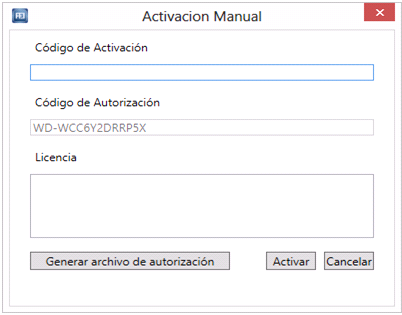 Activacion Manual
Código de Activación
Código de Autorización
WD-WCC6Y2DRRP5X
Licencia
Generar archivo de autorización Activar Cancelar